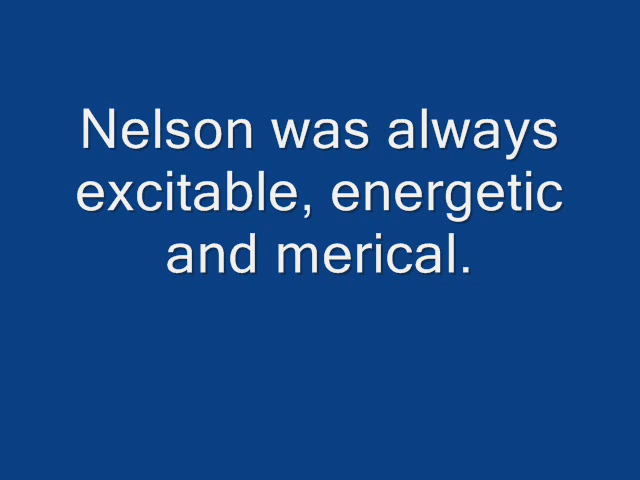 Nelson was always
excitable, energetic
and merical.